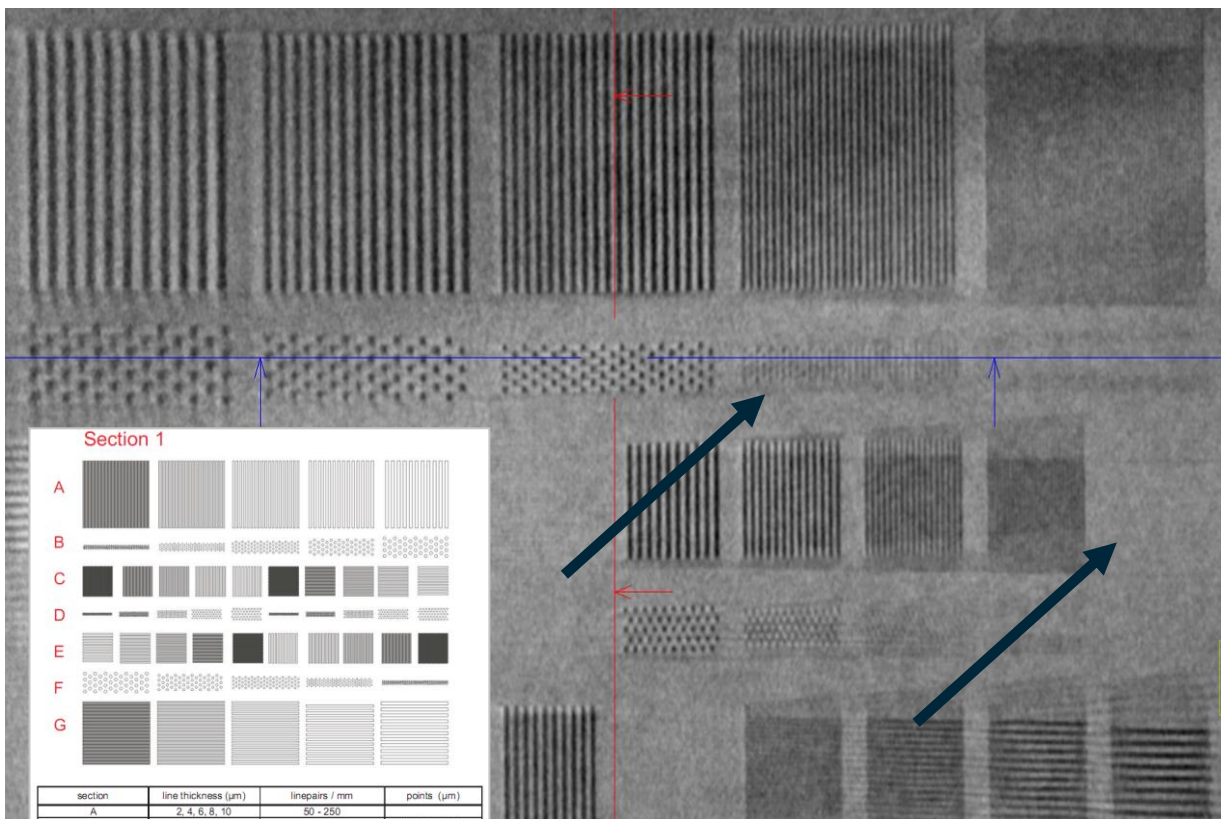 Section 1
A
B
C
D
E
F
G
section line thickness (µm) linepairs / mm points (µm)
A 2, 4, 6, 8, 10 50 - 250